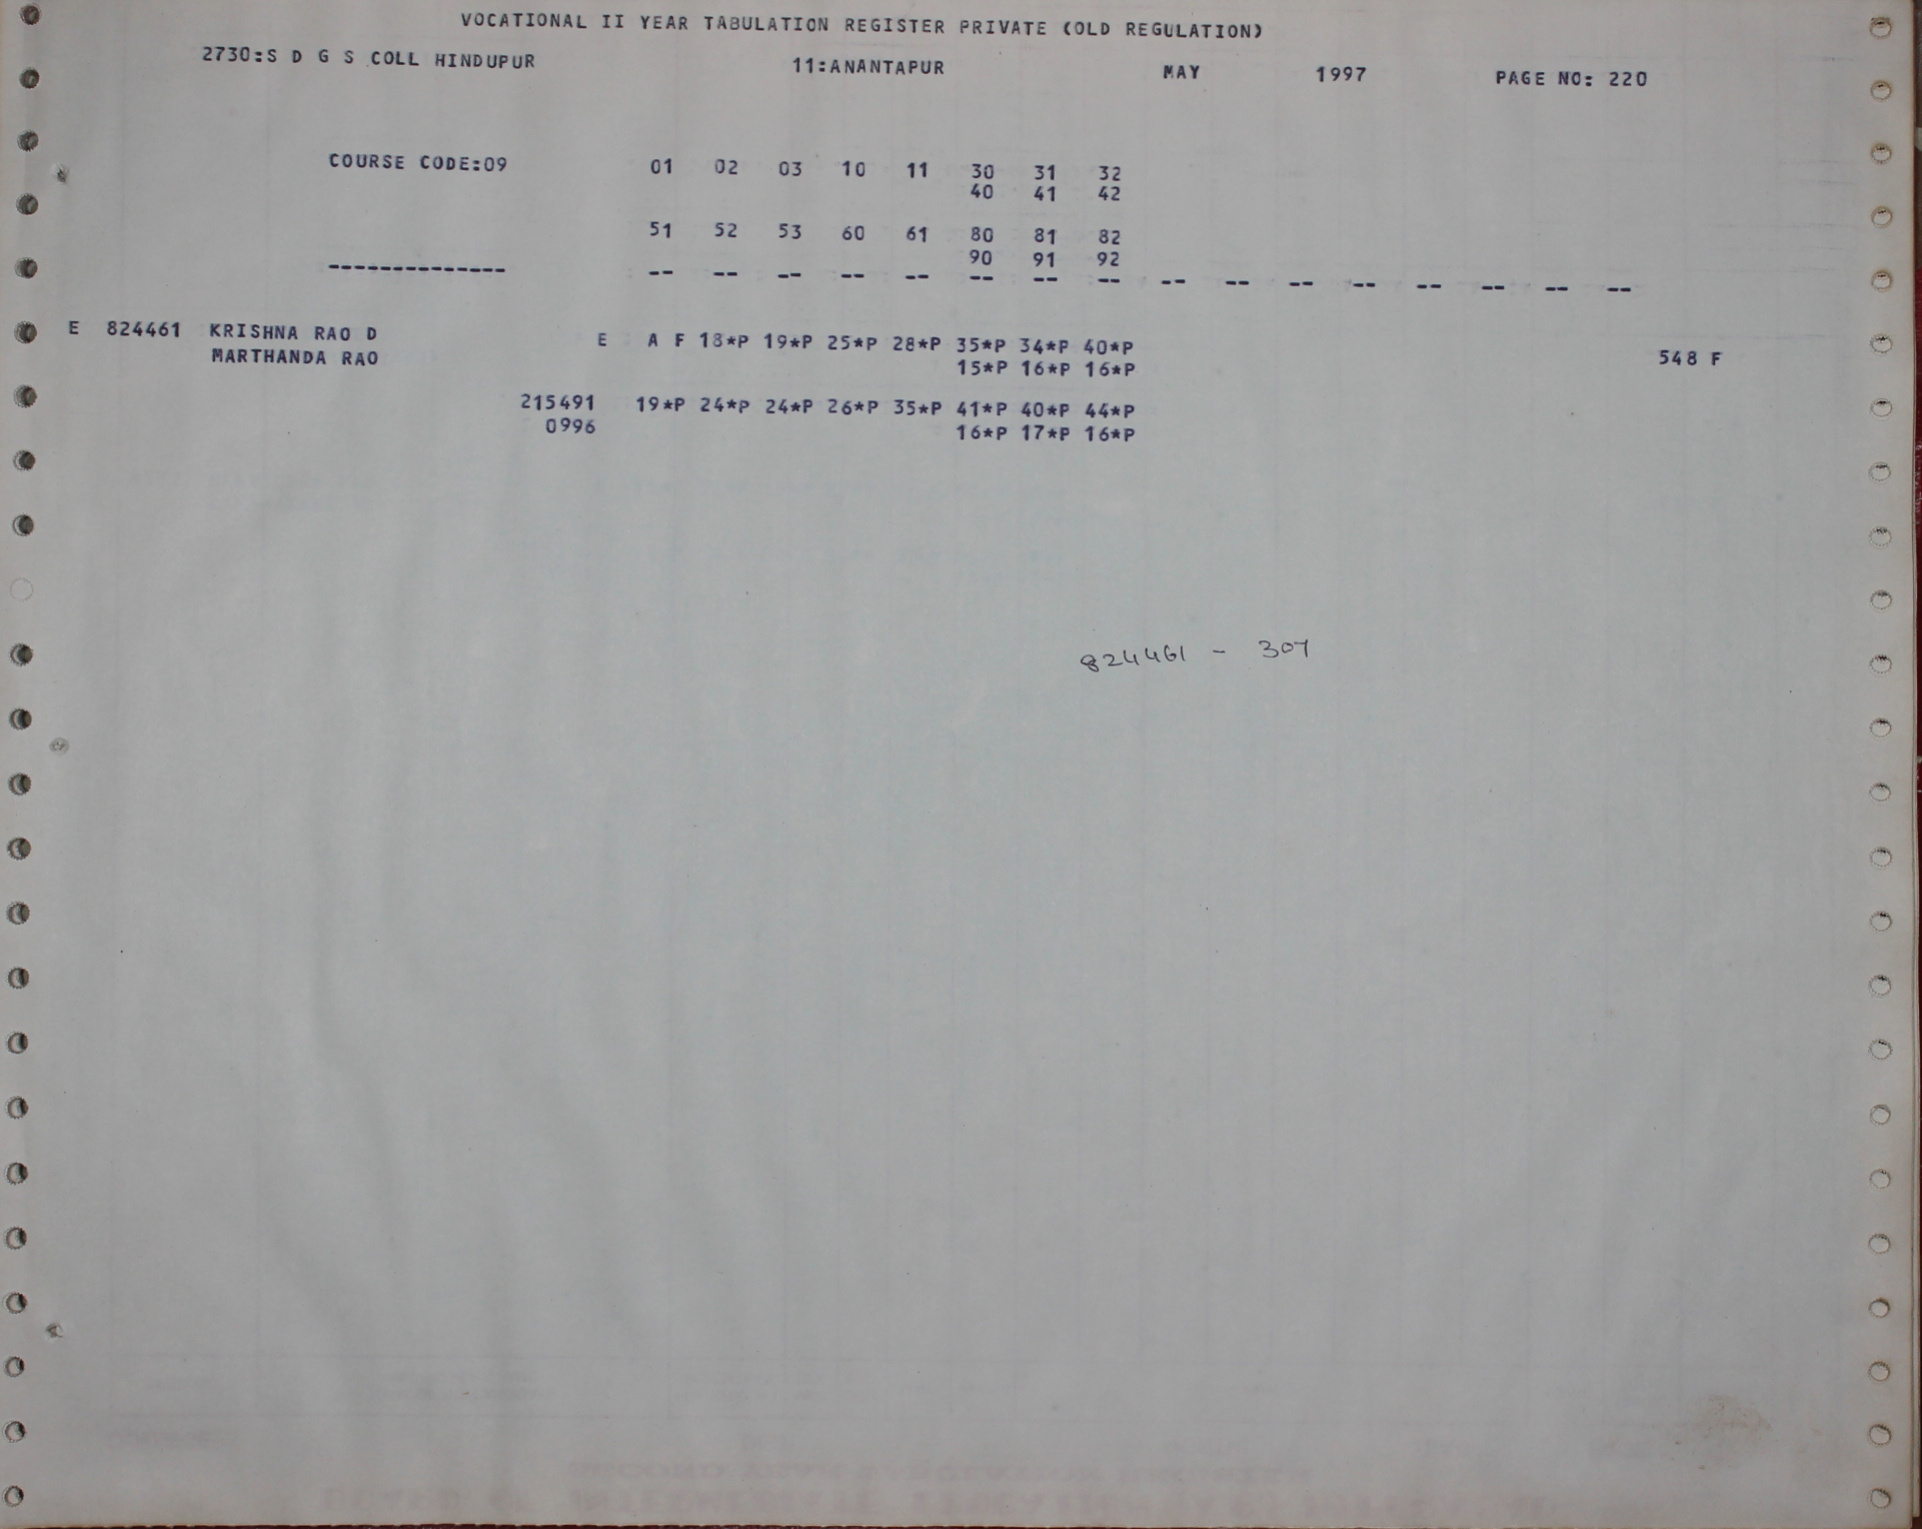 VOCATIONAL II YEAR TABULATION REGISTER PRIVATE (OLD REGULATION)
2730:S D G S COLL HINDUPUR 11:ANANTAPUR MAY 1997 PAGE NO: 220
COURSE CODE:09 01 02 03 10 11 30 31 32
40 41 42
51 52 53 60 61 80 81 82
90 91 92
-------------- -- -- -- -- -- -- -- -- -- -- -- -- -- -- -- --
E 824461 KRISHNA RAO D E A F 18*P 19*P 25*P 28*P 35*P 34*P 40*P
MARTHANDA RAO 15*P 16*P 16*P 548 F
215491 19*P 24*P 24*P 26*P 35*P 41*P 40*P 44*P
0996 16*P 17*P 16*P
824461 - 307